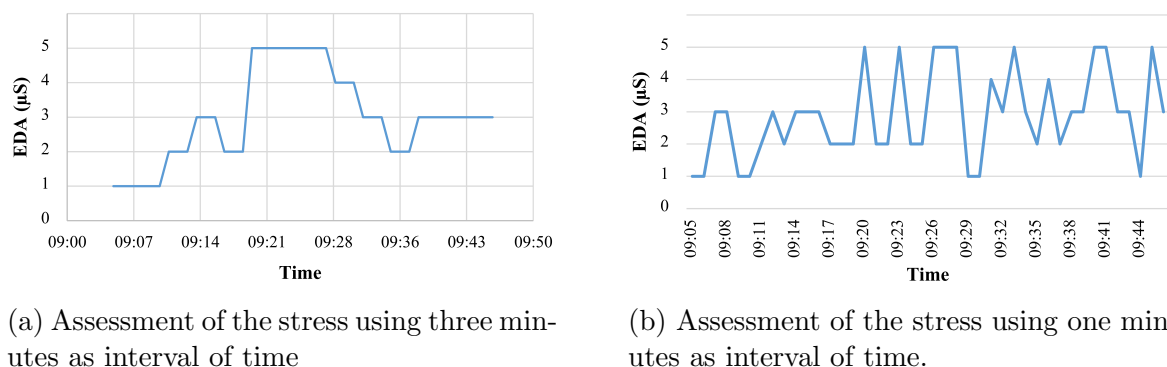 5
4
3
2
1
0
EDA (µS)
09:00 09:07 09:14 09:21 09:28 09:36 09:43 09:50
Time
(a) Assessment of the stress using three min-
utes as interval of time
5
4
3
2
1
0
EDA (µS)
09:05 09:08 09:11 09:14 09:17 09:20 09:23 09:26 09:29 09:32 09:35 09:38 09:41 09:44
Time
(b) Assessment of the stress using one min
utes as interval of time.